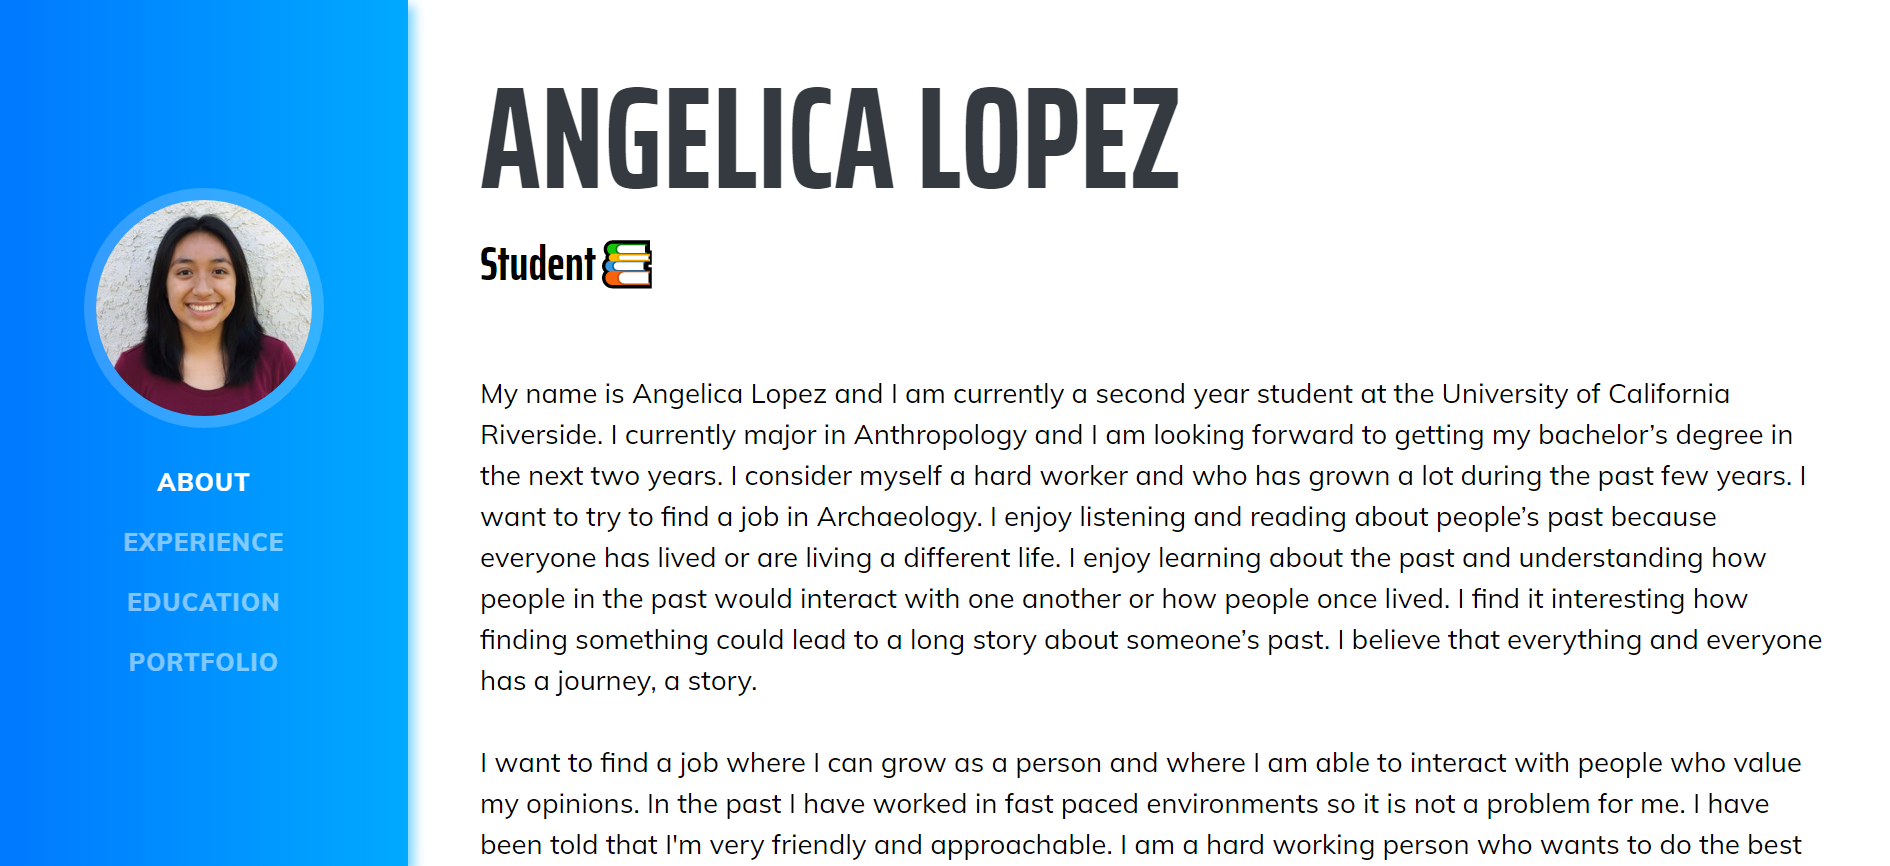 ABOUT
EXPERIENCE
EDUCATION
PORTFOLIO
ANGELICA LOPEZ
Student
My name is Angelica Lopez and I am currently a second year student at the University of California
Riverside. I currently major in Anthropology and I am looking forward to getting my bachelor’s degree in
the next two years. I consider myself a hard worker and who has grown a lot during the past few years. I
want to try to find a job in Archaeology. I enjoy listening and reading about people’s past because
everyone has lived or are living a different life. I enjoy learning about the past and understanding how
people in the past would interact with one another or how people once lived. I find it interesting how
finding something could lead to a long story about someone’s past. I believe that everything and everyone
has a journey, a story.
I want to find a job where I can grow as a person and where I am able to interact with people who value
my opinions. In the past I have worked in fast paced environments so it is not a problem for me. I have
been told that I'm very friendly and approachable. I am a hard working person who wants to do the best